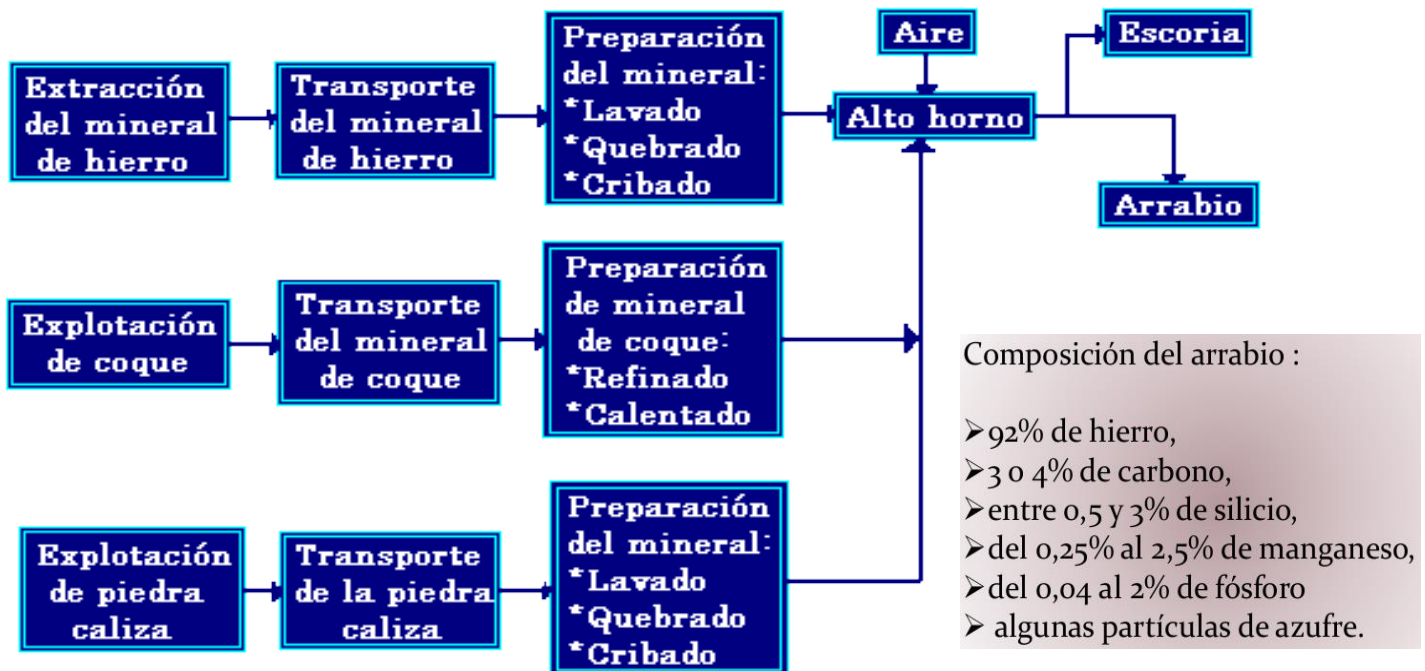 Extracción
del mineral
de hierro
Transporte
del mineral
de hierro
Preparación
del mineral:
*Lavado
*Quebrado
*Cribado
Aire
Alto horno
Escoria
Arrabio
Explotación
de coque
Transporte
del mineral
de coque
Preparación
de mineral
de coque:
*Refinado
*Calentado
Explotación
de piedra
caliza
Transporte
de la piedra
caliza
Preparación
del mineral:
*Lavado
*Quebrado
*Cribado
Composición del arrabio :
➢92% de hierro,
➢3 o 4% de carbono,
➢entre 0,5 y 3% de silicio,
➢del 0,25% al 2,5% de manganeso,
➢del 0,04 al 2% de fósforo
➢ algunas partículas de azufre.